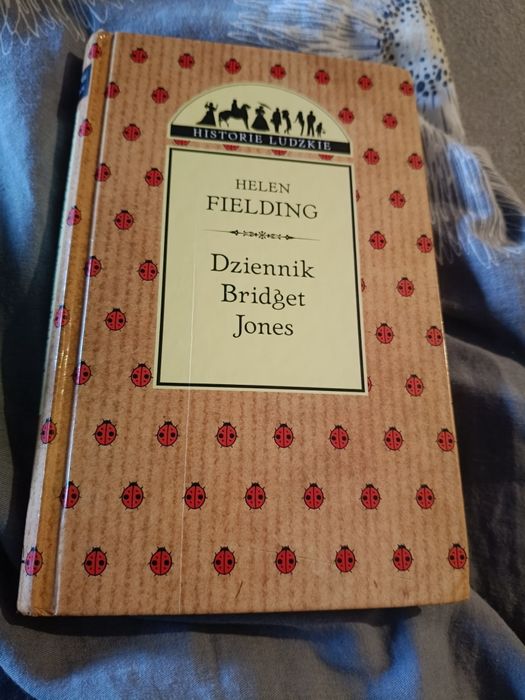 HISTORIE LUDZKIE
HELEN
FIELDING
Dziennik
Bridget
Jones